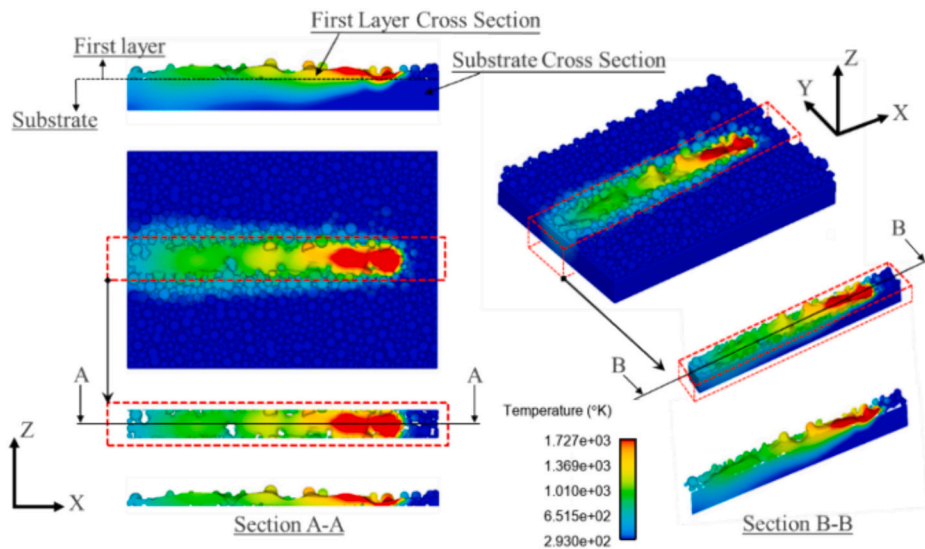 First Layer Cross Section
First layer
Substrate Cross Section
Substrate
Z
Y
X
B
B
A
A
Temperature (°K)
1.727e+03
1.369e+03
1.010e+03
6.515e+02
2.930e+02
Z
X
Section A-A
Section B-B